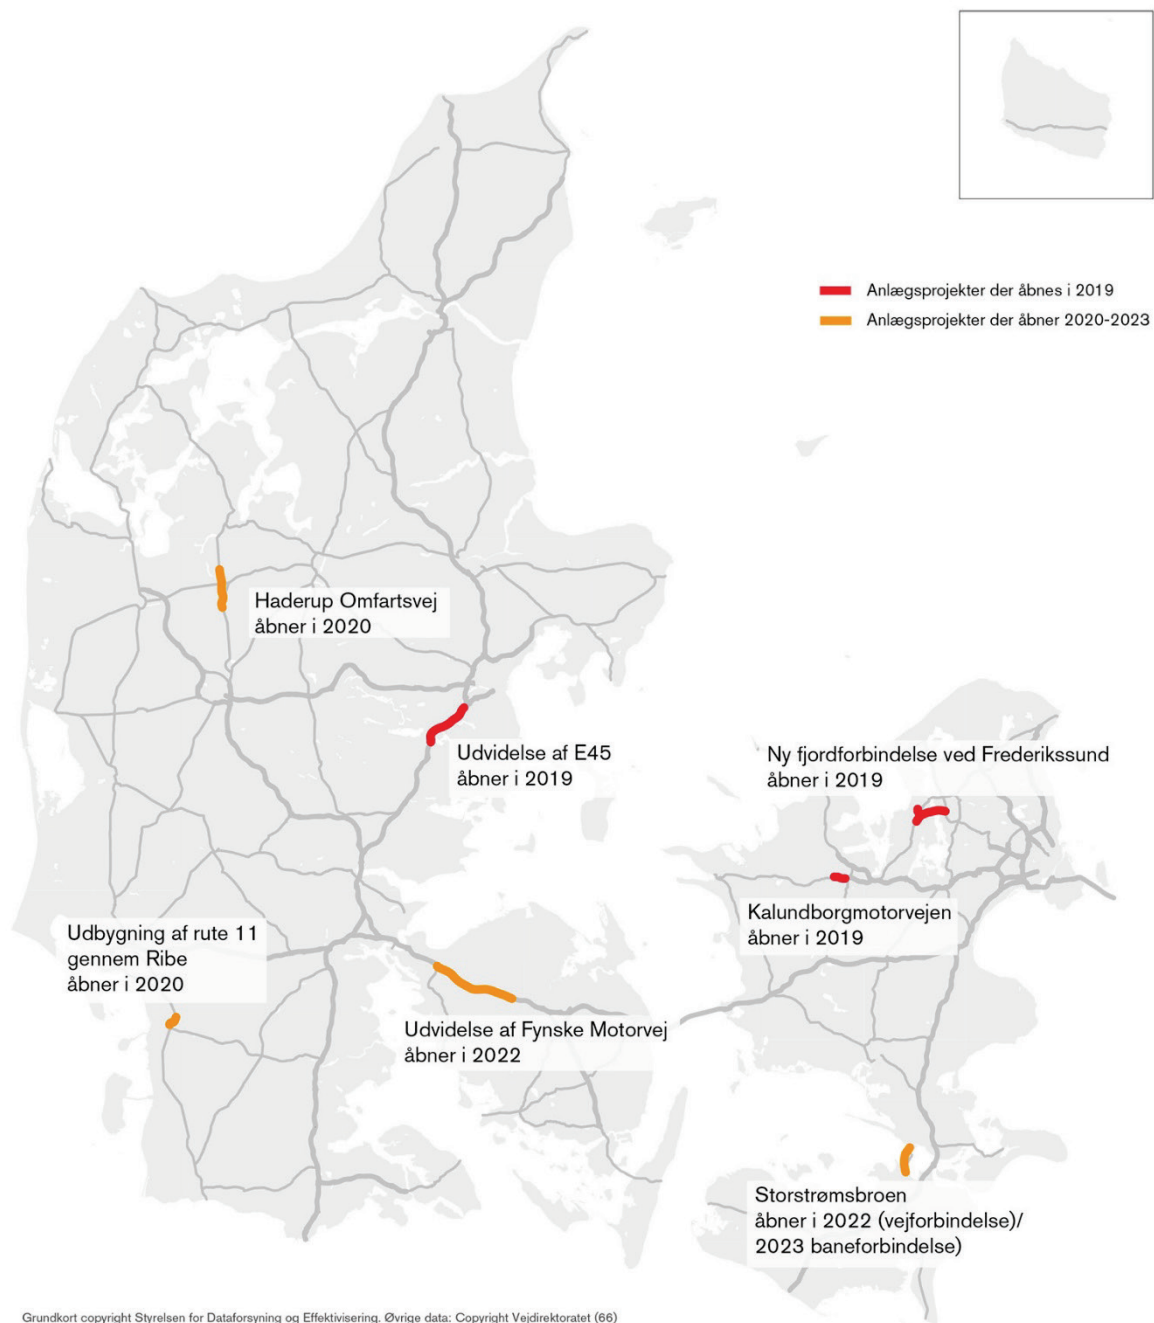 Anlægsprojekter der åbnes i 2019
Anlægsprojekter der åbner 2020-2023
Haderup Omfartsvej
åbner i 2020
Udvidelse af E45
åbner i 2019
Ny fjordforbindelse ved Frederikssund
åbner i 2019
Kalundborgmotorvejen
åbner i 2019
Udbygning af rute 11
gennem Ribe
åbner i 2020
Udvidelse af Fynske Motorvej
åbner i 2022
Storstrømsbroen
åbner i 2022 (vejforbindelse)/
2023 baneforbindelse)
Grundkort copyright Styrelsen for Dataforsyning og Effektivisering. Øvrige data: Copyright Vejdirektoratet (66)